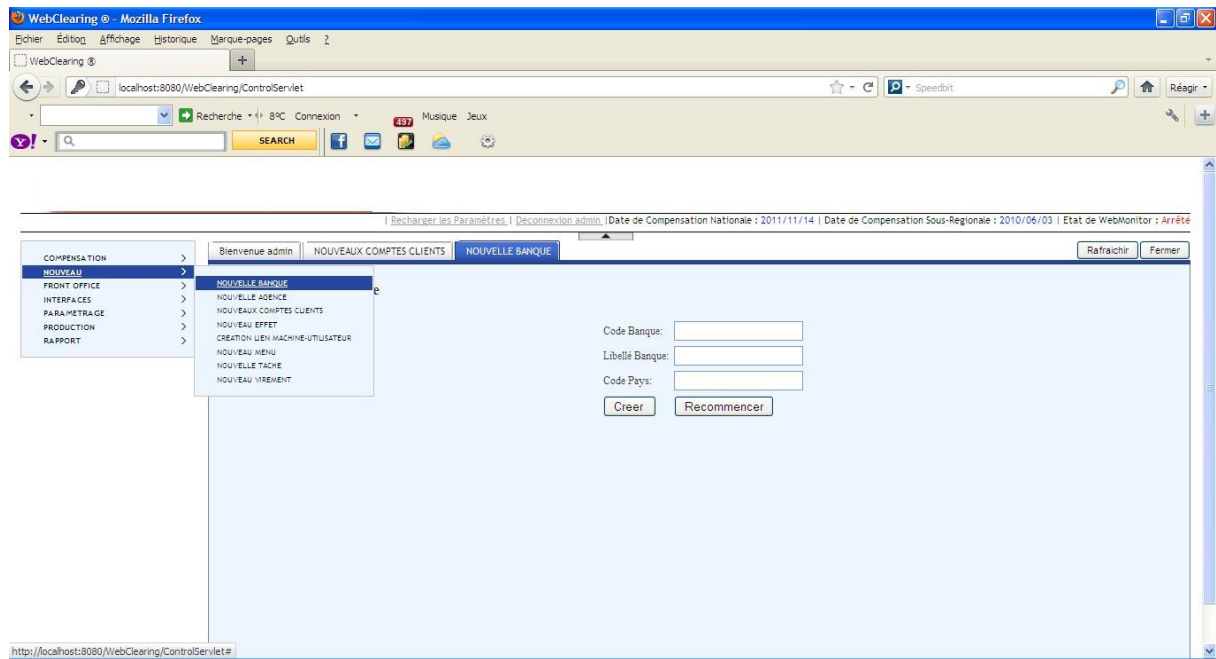 WebClearing ® - Mozilla Firefox
Fichier Édition Affichage Historique Marque-pages Outils ?
WebClearing ® +
localhost:8080/WebClearing/ControlServlet Speedbit Réagir
Recherche 8°C Connexion 497 Musique Jeux
Y! SEARCH
| Recharger les Paramètres | Deconnexion admin |Date de Compensation Nationale : 2011/11/14 | Date de Compensation Sous-Regionale : 2010/06/03 | Etat de WebMonitor : Arrêté
Bienvenue admin NOUVEAUX COMPTES CLIENTS NOUVELLE BANQUE Rafraichir Fermer
COMPENSATION >
NOUVEAU >
FRONT OFFICE >
INTERFACES >
PARAMETRAGE >
PRODUCTION >
RAPPORT >
NOUVELLE BANQUE
NOUVELLE AGENCE
NOUVEAUX COMPTES CLIENTS
NOUVEAU EFFET
CREATION LIEN MACHINE-UTILISATEUR
NOUVEAU MENU
NOUVELLE TACHE
NOUVEAU VIREMENT
e
Code Banque:
Libellé Banque:
Code Pays:
Creer Recommencer
http://localhost:8080/WebClearing/ControlServlet#